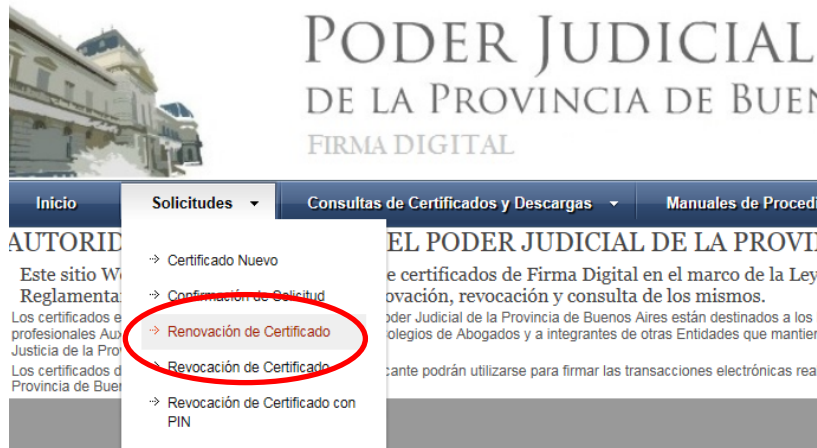 PODER JUDICIAL
DE LA PROVINCIA DE BUEN
FIRMA DIGITAL
Inicio Solicitudes Consultas de Certificados y Descargas Manuales de Procedi
AUTORID EL PODER JUDICIAL DE LA PROVI
Este sitio W e certificados de Firma Digital en el marco de la Ley
Reglamenta ovación, revocación y consulta de los mismos.
Los certificados e oder Judicial de la Provincia de Buenos Aires están destinados a los
profesionales Aux olegios de Abogados y a integrantes de otras Entidades que mantier
Justicia de la Pro
Los certificados d cante podrán utilizarse para firmar las transacciones electrónicas rea
Provincia de Buer
Certificado Nuevo
Confirmación de Solicitud
Renovación de Certificado
Revocación de Certificado
Revocación de Certificado con
PIN